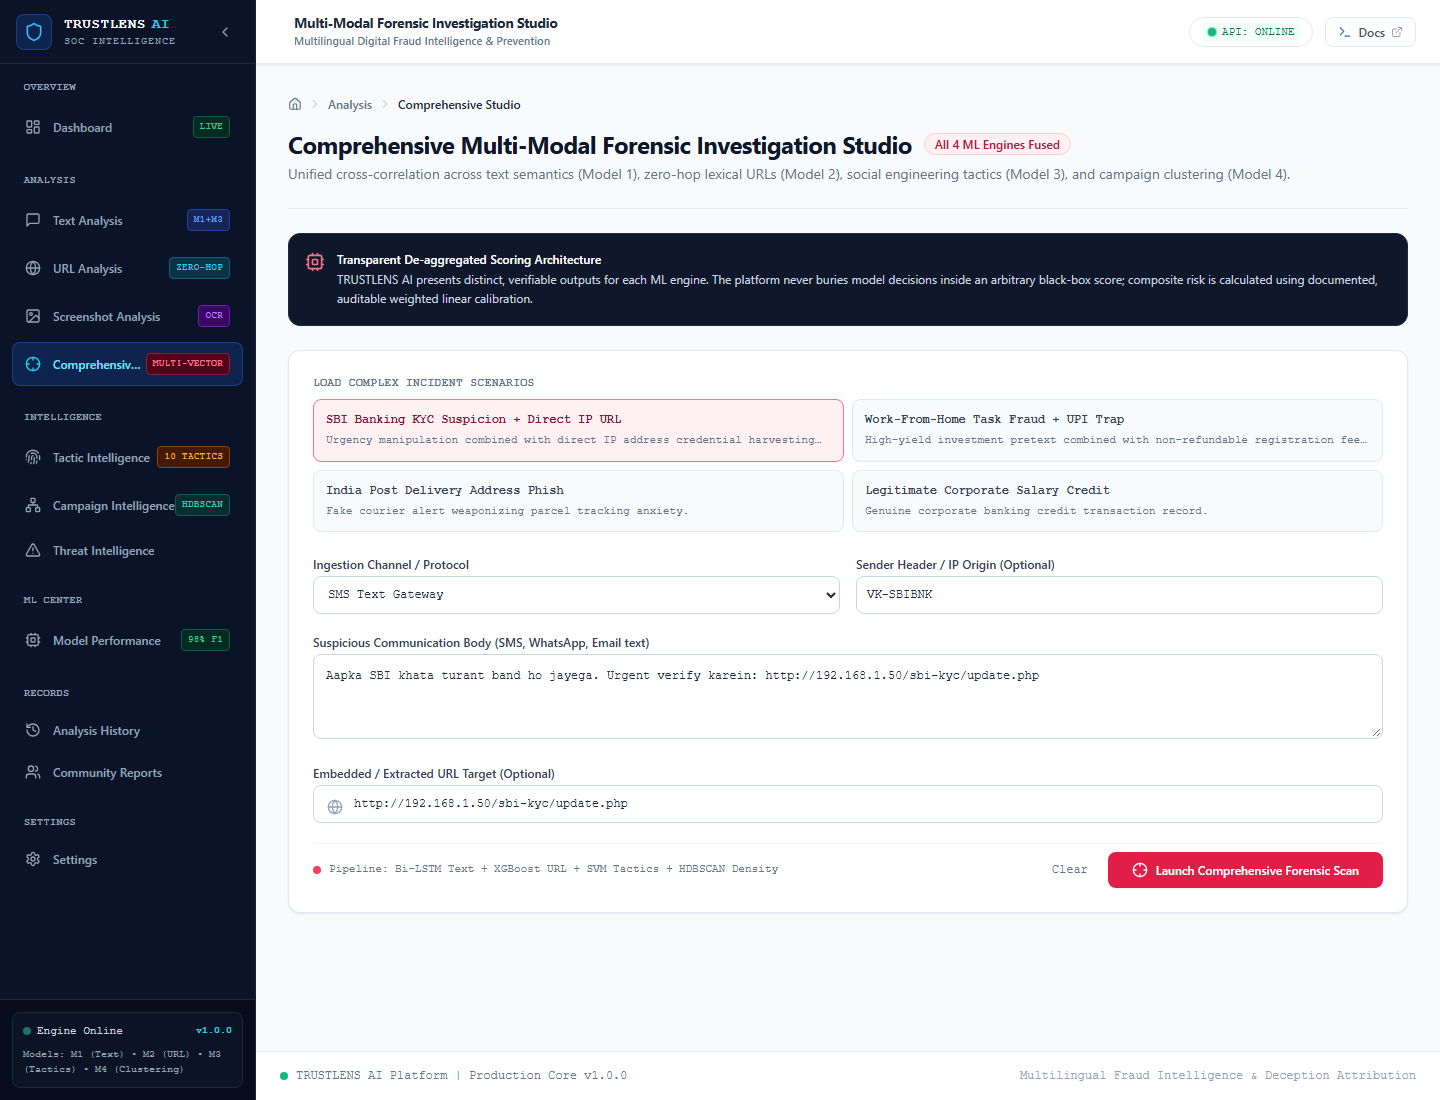 TRUSTLENS AI
SOC INTELLIGENCE
OVERVIEW
Dashboard
LIVE
ANALYSIS
Text Analysis
M1+M3
URL Analysis
ZERO-HOP
Screenshot Analysis
OCR
Comprehensiv...
MULTI-VECTOR
INTELLIGENCE
Tactic Intelligence
10 TACTICS
Campaign Intelligence
HDBSCAN
Threat Intelligence
ML CENTER
Model Performance
98% F1
RECORDS
Analysis History
Community Reports
SETTINGS
Settings
Engine Online
v1.0.0
Models: M1 (Text) • M2 (URL) • M3
(Tactics) • M4 (Clustering)
Multi-Modal Forensic Investigation Studio
Multilingual Digital Fraud Intelligence & Prevention
API: ONLINE
Docs
Analysis
Comprehensive Studio
Comprehensive Multi-Modal Forensic Investigation Studio
All 4 ML Engines Fused
Unified cross-correlation across text semantics (Model 1), zero-hop lexical URLs (Model 2), social engineering tactics (Model 3), and campaign clustering (Model 4).
Transparent De-aggregated Scoring Architecture
TRUSTLENS AI presents distinct, verifiable outputs for each ML engine. The platform never buries model decisions inside an arbitrary black-box score; composite risk is calculated using documented,
auditable weighted linear calibration.
LOAD COMPLEX INCIDENT SCENARIOS
SBI Banking KYC Suspicion + Direct IP URL
Urgency manipulation combined with direct IP address credential harvesting…
Work-From-Home Task Fraud + UPI Trap
High-yield investment pretext combined with non-refundable registration fee…
India Post Delivery Address Phish
Fake courier alert weaponizing parcel tracking anxiety.
Legitimate Corporate Salary Credit
Genuine corporate banking credit transaction record.
Ingestion Channel / Protocol
SMS Text Gateway
Sender Header / IP Origin (Optional)
VK-SBIBNK
Suspicious Communication Body (SMS, WhatsApp, Email text)
Aapka SBI khata turant band ho jayega. Urgent verify karein: http://192.168.1.50/sbi-kyc/update.php
Embedded / Extracted URL Target (Optional)
http://192.168.1.50/sbi-kyc/update.php
Pipeline: Bi-LSTM Text + XGBoost URL + SVM Tactics + HDBSCAN Density
Clear
Launch Comprehensive Forensic Scan
TRUSTLENS AI Platform | Production Core v1.0.0
Multilingual Fraud Intelligence & Deception Attribution